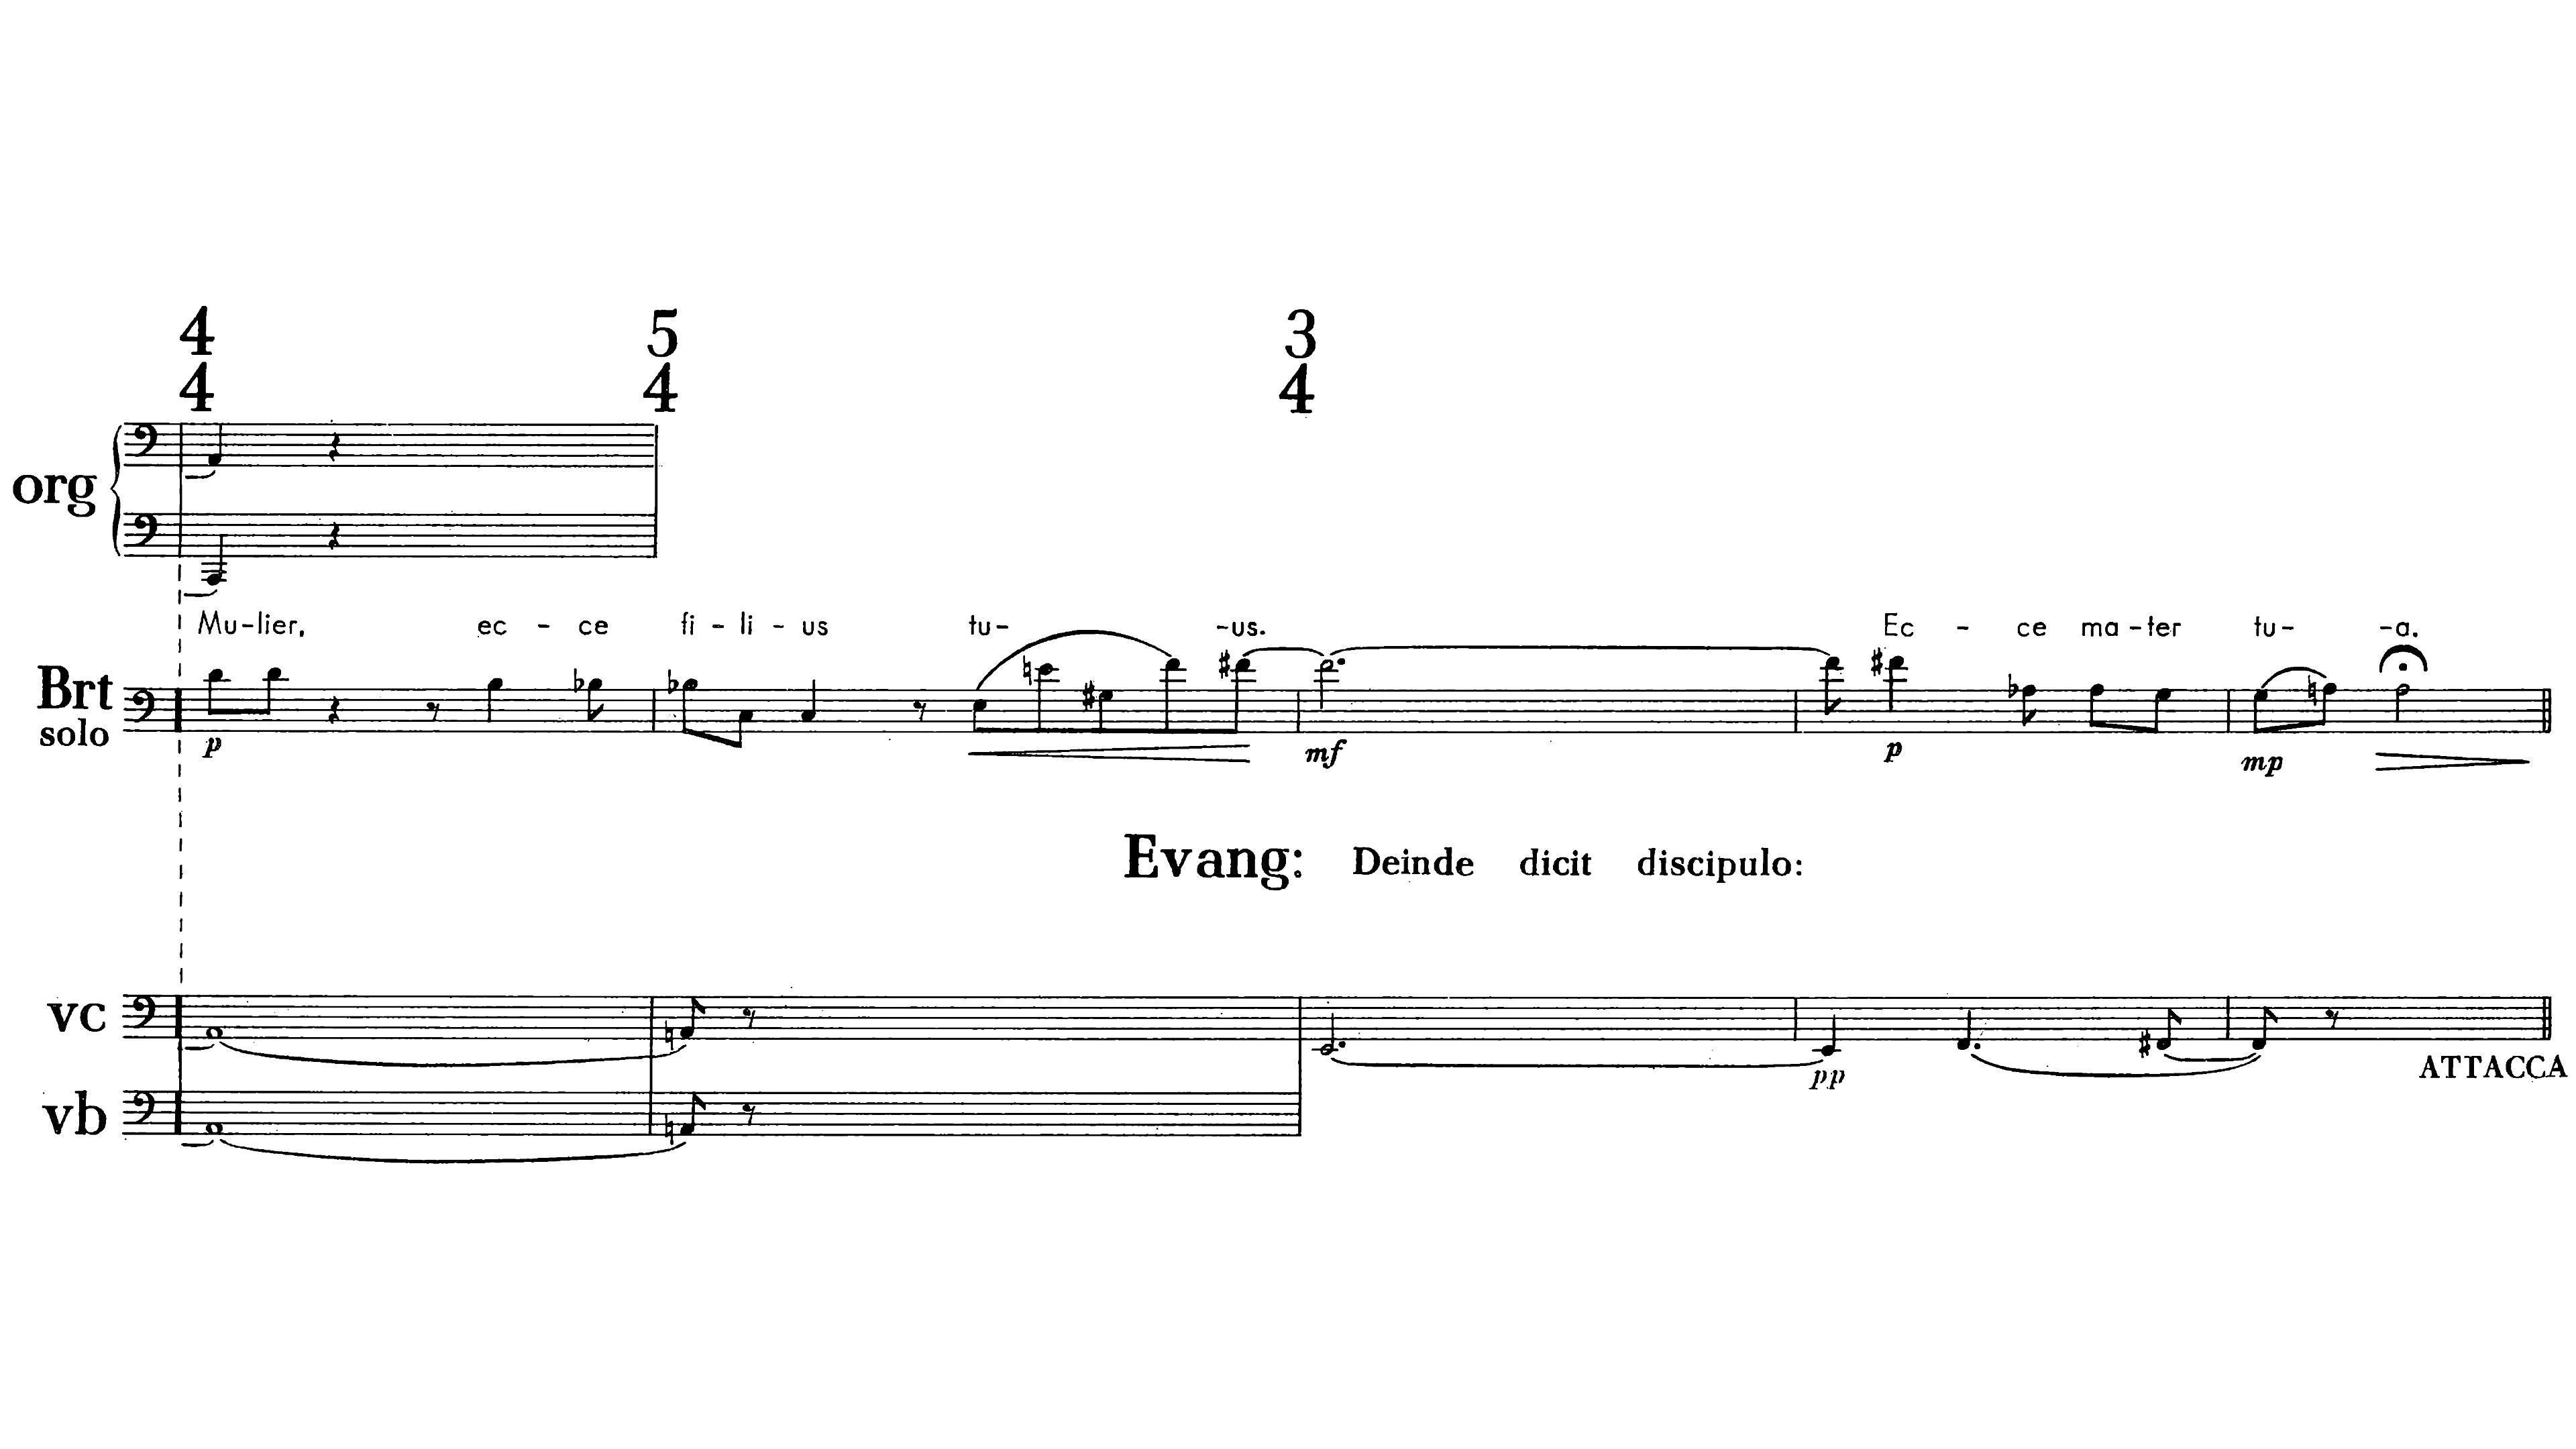 4 5 3
4 4 4
org
Mu-lier, ec - ce fi - li - us tu- -us. Ec - ce ma-ter tu- -a.
Brt
solo
p mf p mp
Evang: Deinde dicit discipulo:
vc
pp
ATTACCA
vb